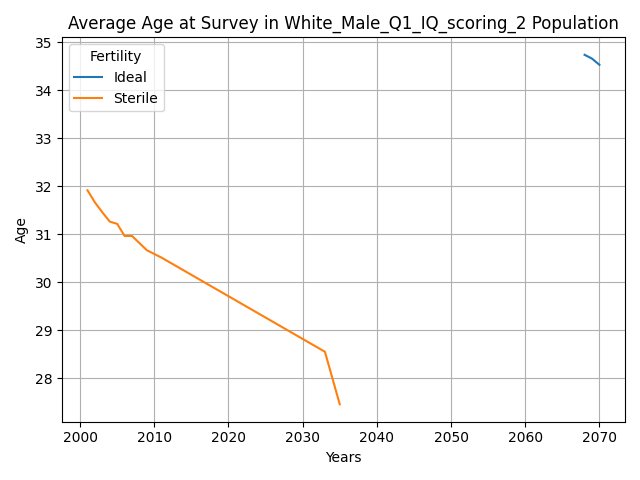 Average Age at Survey in White_Male_Q1_IQ_scoring_2 Population
Fertility
Ideal
Sterile
35
34
33
32
31
30
29
28
Age
2000 2010 2020 2030 2040 2050 2060 2070
Years